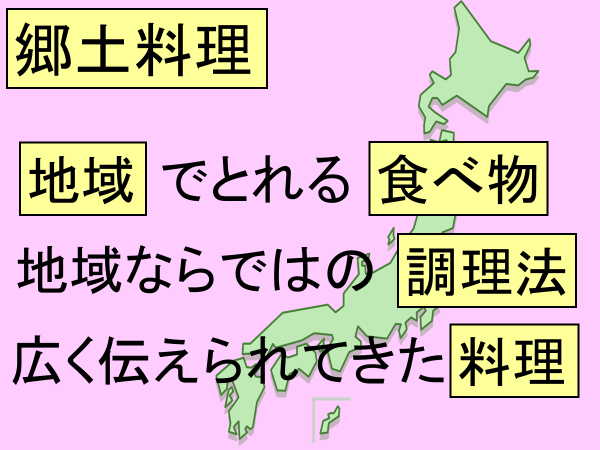 郷土料理
地域でとれる食べ物
地域ならではの調理法
広く伝えられてきた料理